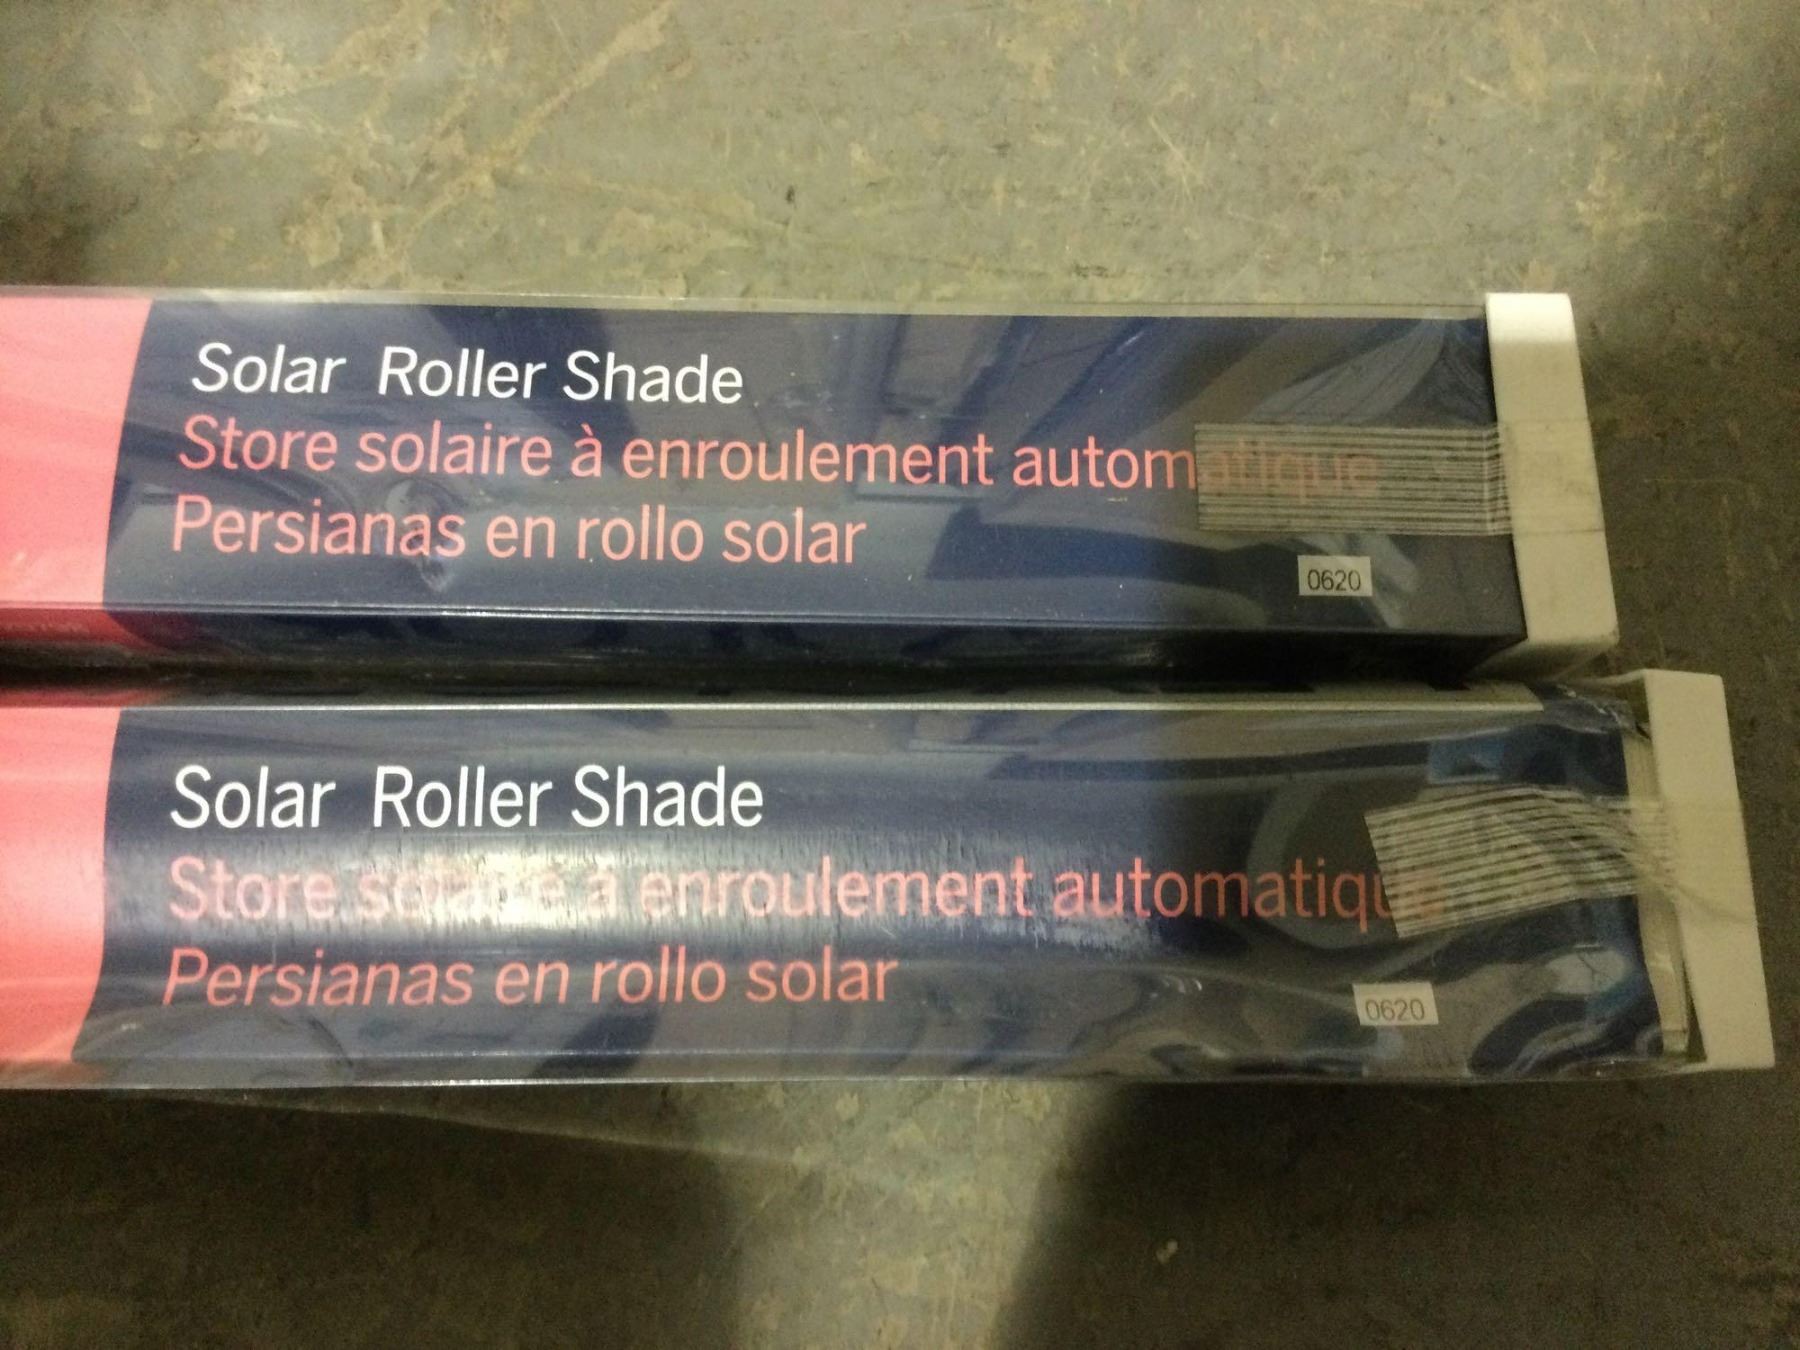 Solar Roller Shade
Store solaire à enroulement automatique
Persianas en rollo solar
0620
Solar Roller Shade
Store solaire à enroulement automatique
Persianas en rollo solar
0620